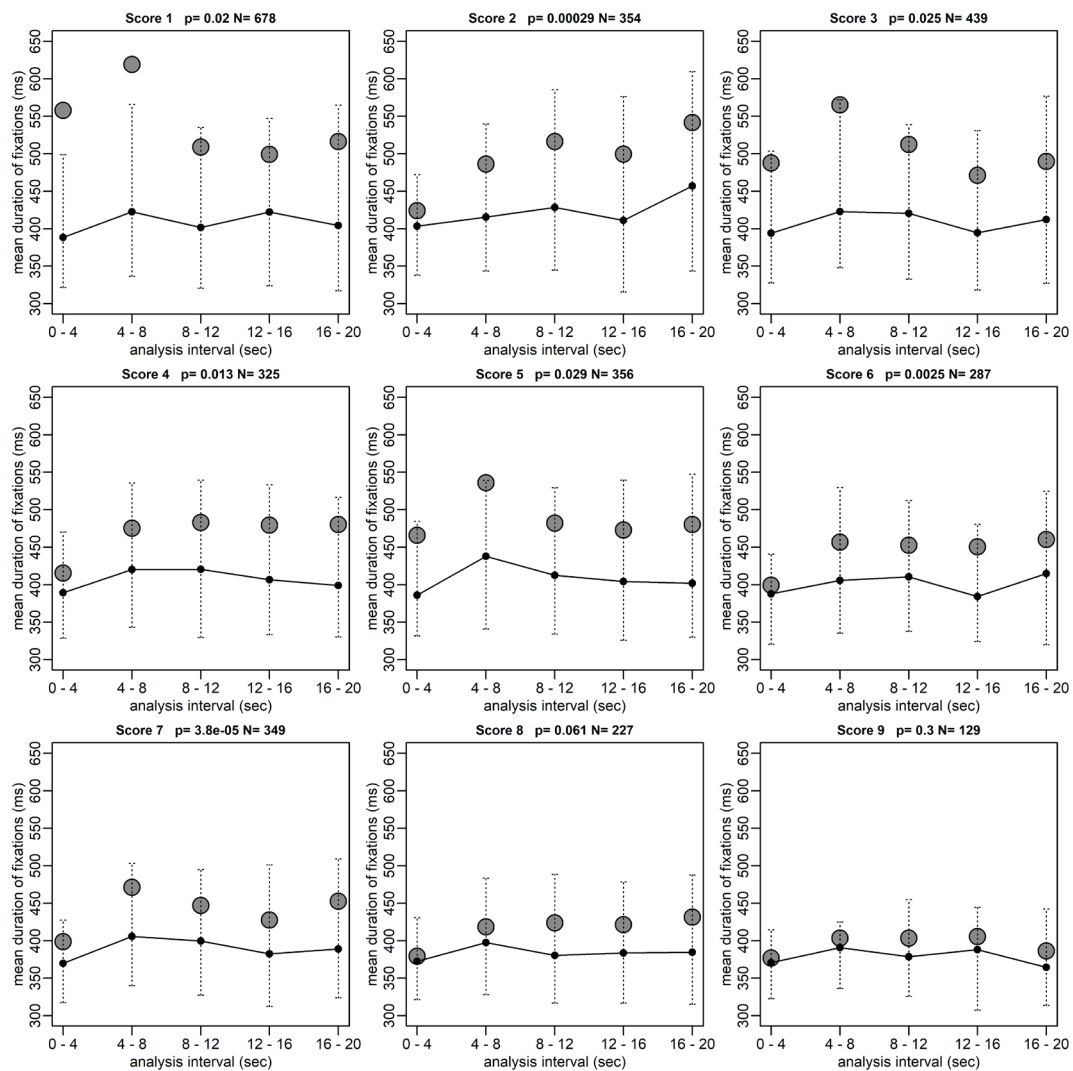 Score 1 p= 0.02 N= 678
mean duration of fixations (ms)
650
600
550
500
450
400
350
300
0 - 4
4 - 8
8 - 12
12 - 16
16 - 20
analysis interval (sec)
Score 2 p= 0.00029 N= 354
mean duration of fixations (ms)
650
600
550
500
450
400
350
300
0 - 4
4 - 8
8 - 12
12 - 16
16 - 20
analysis interval (sec)
Score 3 p= 0.025 N= 439
mean duration of fixations (ms)
650
600
550
500
450
400
350
300
0 - 4
4 - 8
8 - 12
12 - 16
16 - 20
analysis interval (sec)
Score 4 p= 0.013 N= 325
mean duration of fixations (ms)
650
600
550
500
450
400
350
300
0 - 4
4 - 8
8 - 12
12 - 16
16 - 20
analysis interval (sec)
Score 5 p= 0.029 N= 356
mean duration of fixations (ms)
650
600
550
500
450
400
350
300
0 - 4
4 - 8
8 - 12
12 - 16
16 - 20
analysis interval (sec)
Score 6 p= 0.0025 N= 287
mean duration of fixations (ms)
650
600
550
500
450
400
350
300
0 - 4
4 - 8
8 - 12
12 - 16
16 - 20
analysis interval (sec)
Score 7 p= 3.8e-05 N= 349
mean duration of fixations (ms)
650
600
550
500
450
400
350
300
0 - 4
4 - 8
8 - 12
12 - 16
16 - 20
analysis interval (sec)
Score 8 p= 0.061 N= 227
mean duration of fixations (ms)
650
600
550
500
450
400
350
300
0 - 4
4 - 8
8 - 12
12 - 16
16 - 20
analysis interval (sec)
Score 9 p= 0.3 N= 129
mean duration of fixations (ms)
650
600
550
500
450
400
350
300
0 - 4
4 - 8
8 - 12
12 - 16
16 - 20
analysis interval (sec)